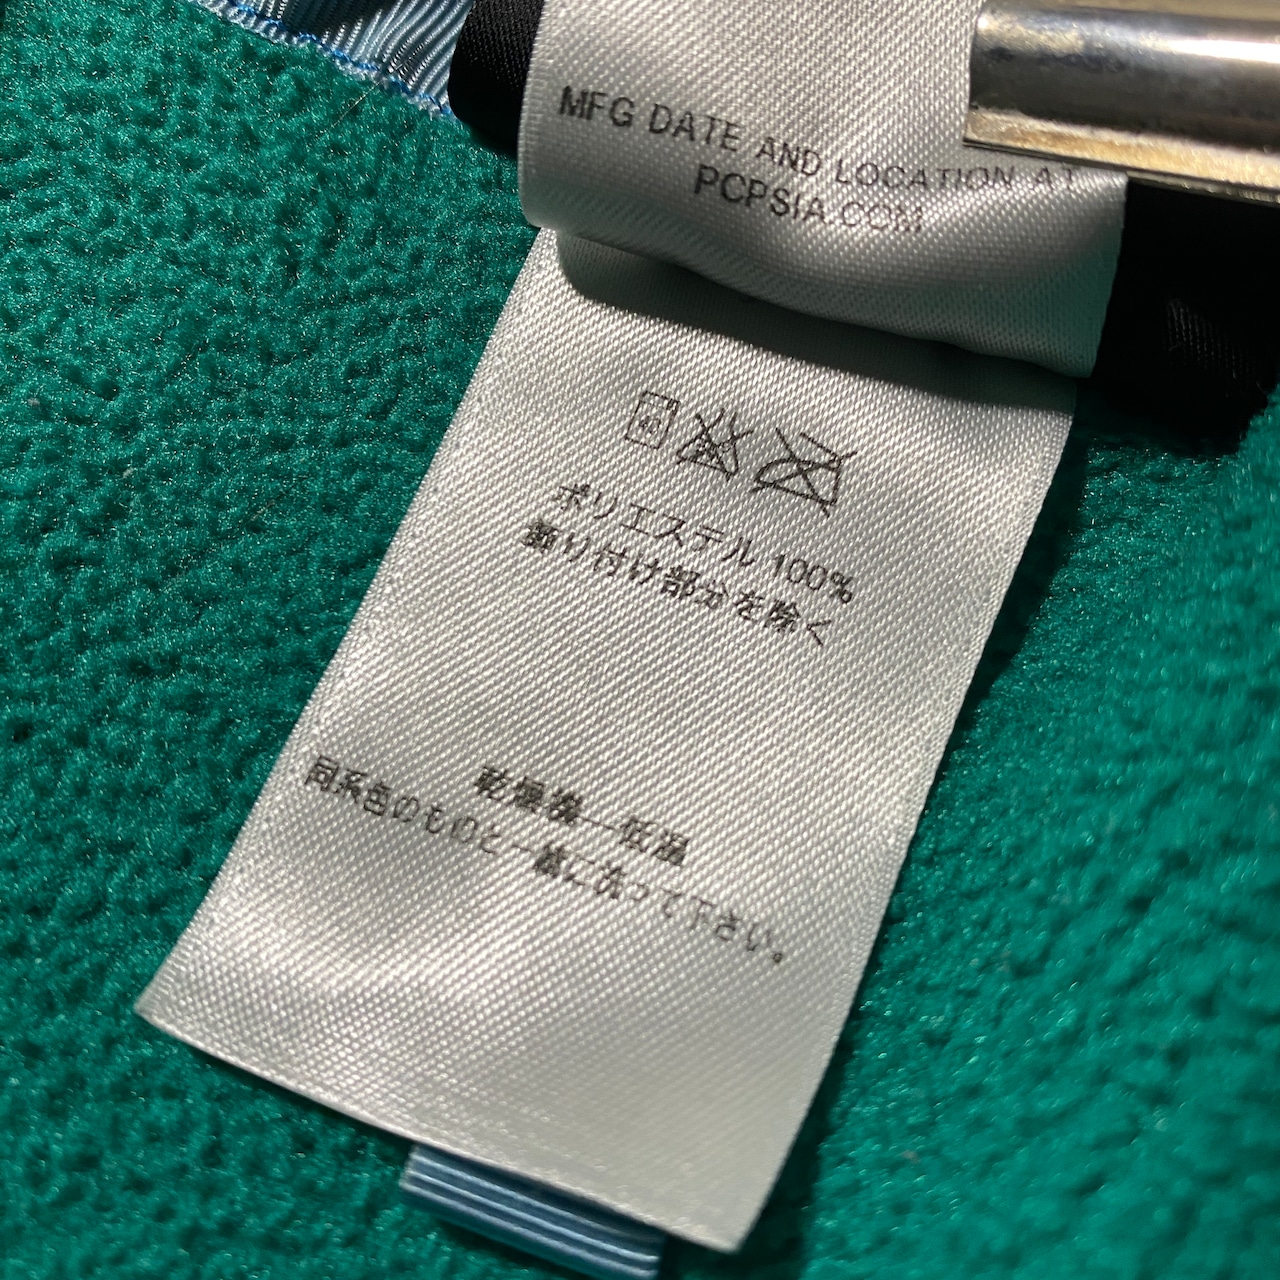 MFG DATE AND LOCATION AT
PCPSIA.COM
40
ポリエステル 100%
飾り付け部分を除く
乾燥機—低温
同系色のものと一緒に洗って下さい。